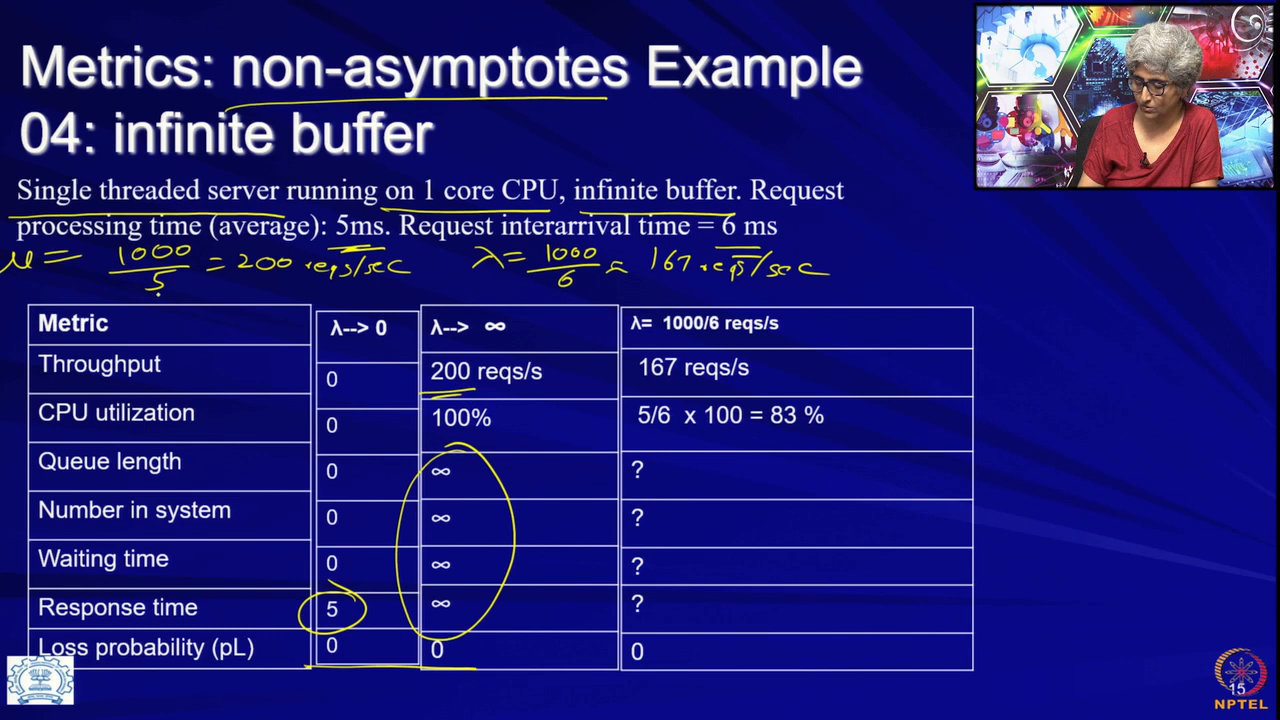 Metrics: non-asymptotes Example
04: infinite buffer
Single threaded server running on 1 core CPU, infinite buffer. Request
processing time (average): 5ms. Request interarrival time = 6 ms
μ = 1000/5 = 200 reqs/sec λ = 1000/6 ≈ 167 reqs/sec
Metric λ--> 0 λ--> ∞ λ= 1000/6 reqs/s
Throughput 0 200 reqs/s 167 reqs/s
CPU utilization 0 100% 5/6 x 100 = 83 %
Queue length 0 ∞ ?
Number in system 0 ∞ ?
Waiting time 0 ∞ ?
Response time 5 ∞ ?
Loss probability (pL) 0 0 0
15
NPTEL